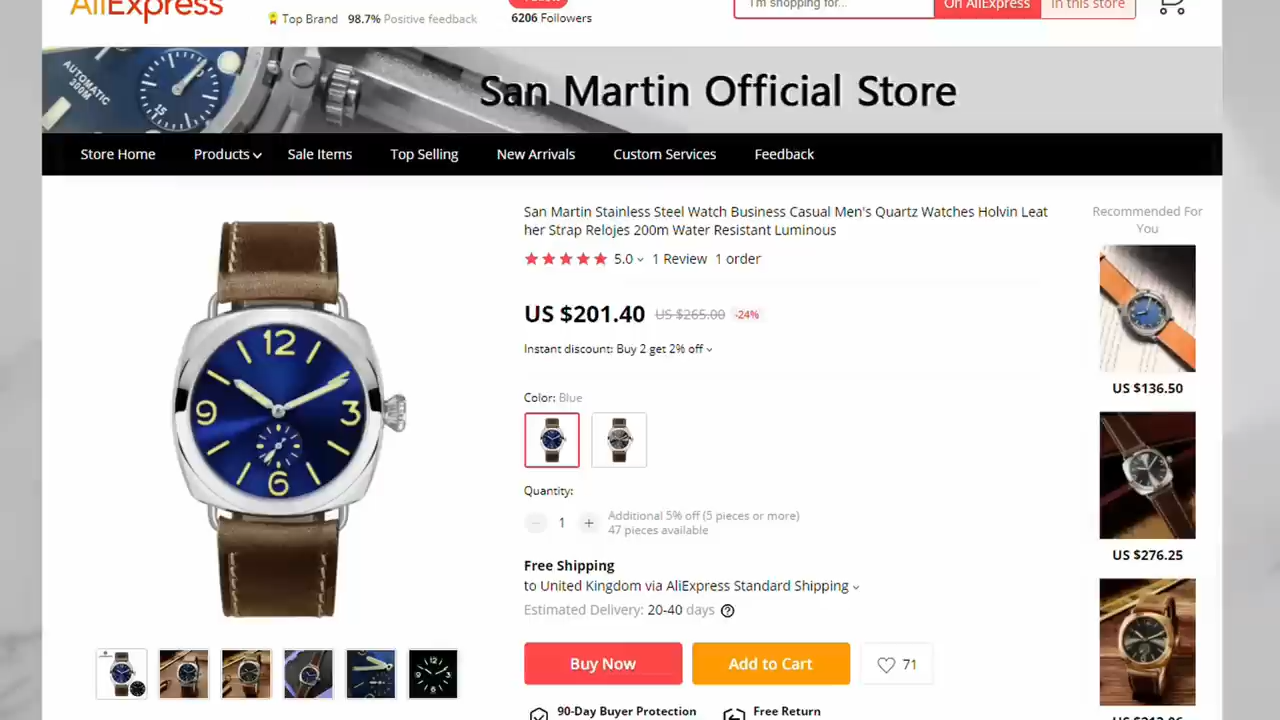 AliExpress
Top Brand 98.7% Positive feedback
6206 Followers
I'm shopping for...
On AliExpress
In this store
AUTOMATIC
300M
15
San Martin Official Store
Store Home
Products
Sale Items
Top Selling
New Arrivals
Custom Services
Feedback
San Martin Stainless Steel Watch Business Casual Men's Quartz Watches Holvin Leat
her Strap Relojes 200m Water Resistant Luminous
5.0 1 Review 1 order
US $201.40 US $265.00 -24%
Instant discount: Buy 2 get 2% off
Color: Blue
Quantity:
1
Additional 5% off (5 pieces or more)
47 pieces available
Free Shipping
to United Kingdom via AliExpress Standard Shipping
Estimated Delivery: 20-40 days
Buy Now
Add to Cart
71
90-Day Buyer Protection
Free Return
12
9
3
6
Recommended For
You
US $136.50
US $276.25